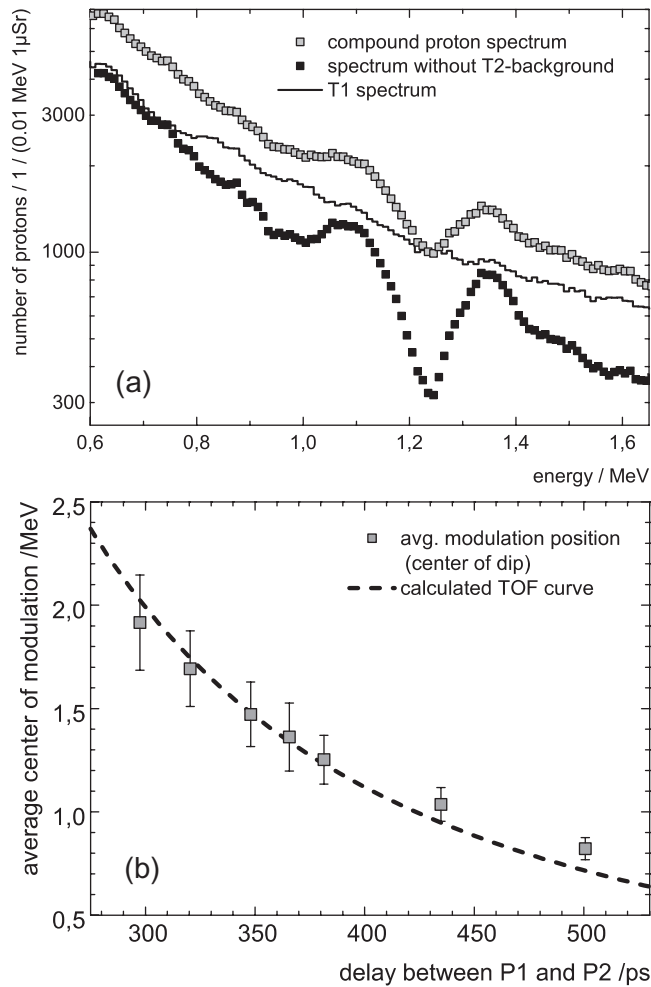 compound proton spectrum
spectrum without T2-background
T1 spectrum
number of protons / 1 / (0.01 MeV 1µSr)
3000
1000
300
(a)
0,6
0,8
1,0
1,2
1,4
1,6
energy / MeV
2,5
2,0
1,5
1,0
0,5
average center of modulation /MeV
avg. modulation position
(center of dip)
calculated TOF curve
(b)
300
350
400
450
500
delay between P1 and P2 /ps